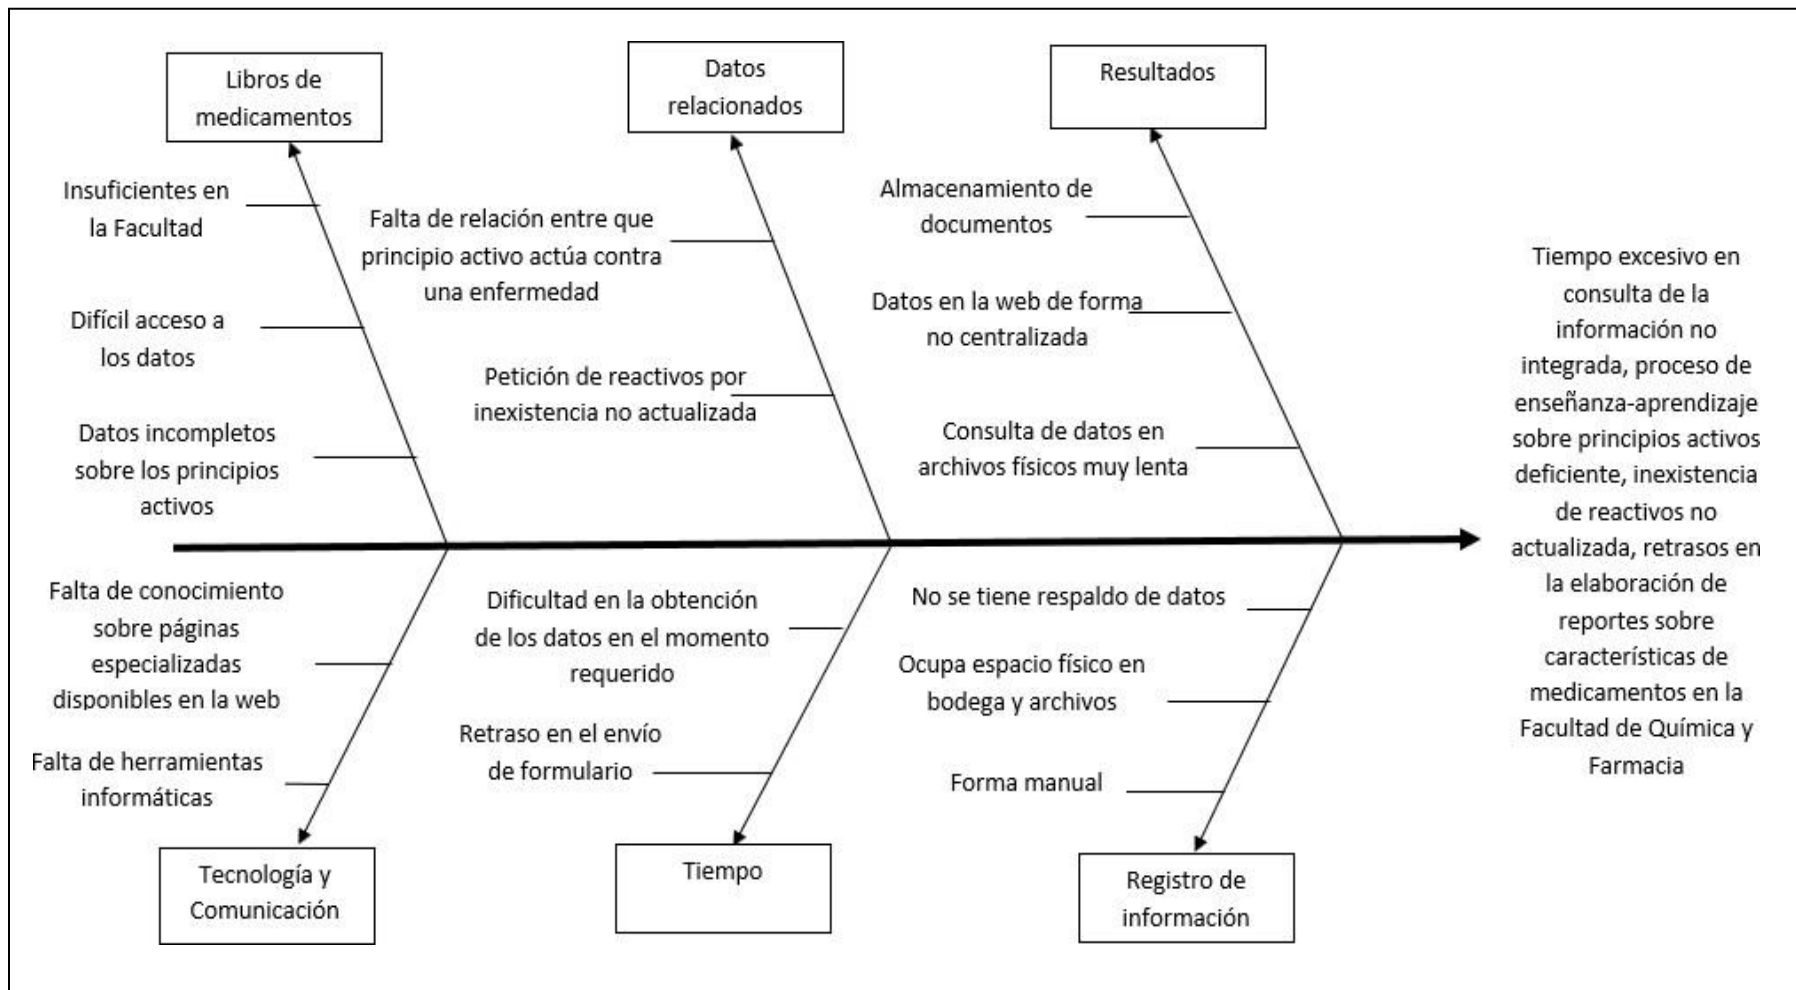 Libros de
medicamentos
Datos
relacionados
Resultados
Insuficientes en
la Facultad
Difícil acceso a
los datos
Datos incompletos
sobre los principios
activos
Falta de relación entre que
principio activo actúa contra
una enfermedad
Petición de reactivos por
inexistencia no actualizada
Almacenamiento de
documentos
Datos en la web de forma
no centralizada
Consulta de datos en
archivos físicos muy lenta
Tiempo excesivo en
consulta de la
información no
integrada, proceso de
enseñanza-aprendizaje
sobre principios activos
deficiente, inexistencia
de reactivos no
actualizada, retrasos en
la elaboración de
reportes sobre
características de
medicamentos en la
Facultad de Química y
Farmacia
Falta de conocimiento
sobre páginas
especializadas
disponibles en la web
Falta de herramientas
informáticas
Dificultad en la obtención
de los datos en el momento
requerido
Retraso en el envío
de formulario
No se tiene respaldo de datos
Ocupa espacio físico en
bodega y archivos
Forma manual
Tecnología y
Comunicación
Tiempo
Registro de
información